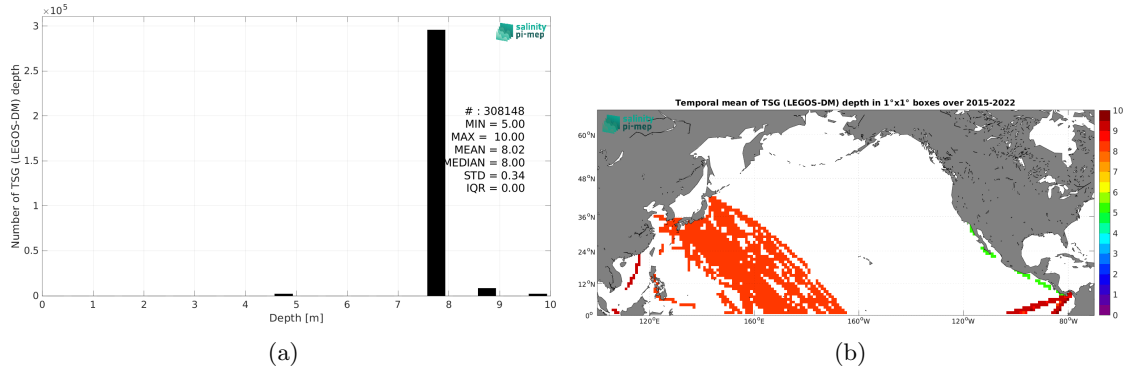 ×10⁵
3
2.5
2
1.5
1
0.5
0
Number of TSG (LEGOS-DM) depth
salinity
pi-mep
# : 308148
MIN = 5.00
MAX = 10.00
MEAN = 8.02
MEDIAN = 8.00
STD = 0.34
IQR = 0.00
0 1 2 3 4 5 6 7 8 9 10
Depth [m]
(a)
Temporal mean of TSG (LEGOS-DM) depth in 1°x1° boxes over 2015-2022
salinity
pi-mep
60°N
48°N
36°N
24°N
12°N
0°
120°E 160°E 160°W 120°W 80°W
10
9
8
7
6
5
4
3
2
1
0
(b)